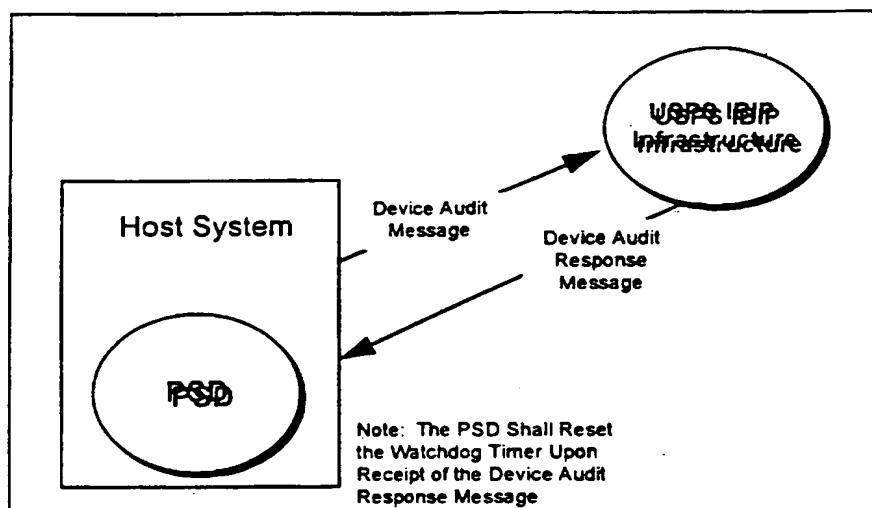 USPS IBIP
Infrastructure
Host System
Device Audit
Message
Device Audit
Response
Message
PSD
Note: The PSD Shall Reset
the Watchdog Timer Upon
Receipt of the Device Audit
Response Message